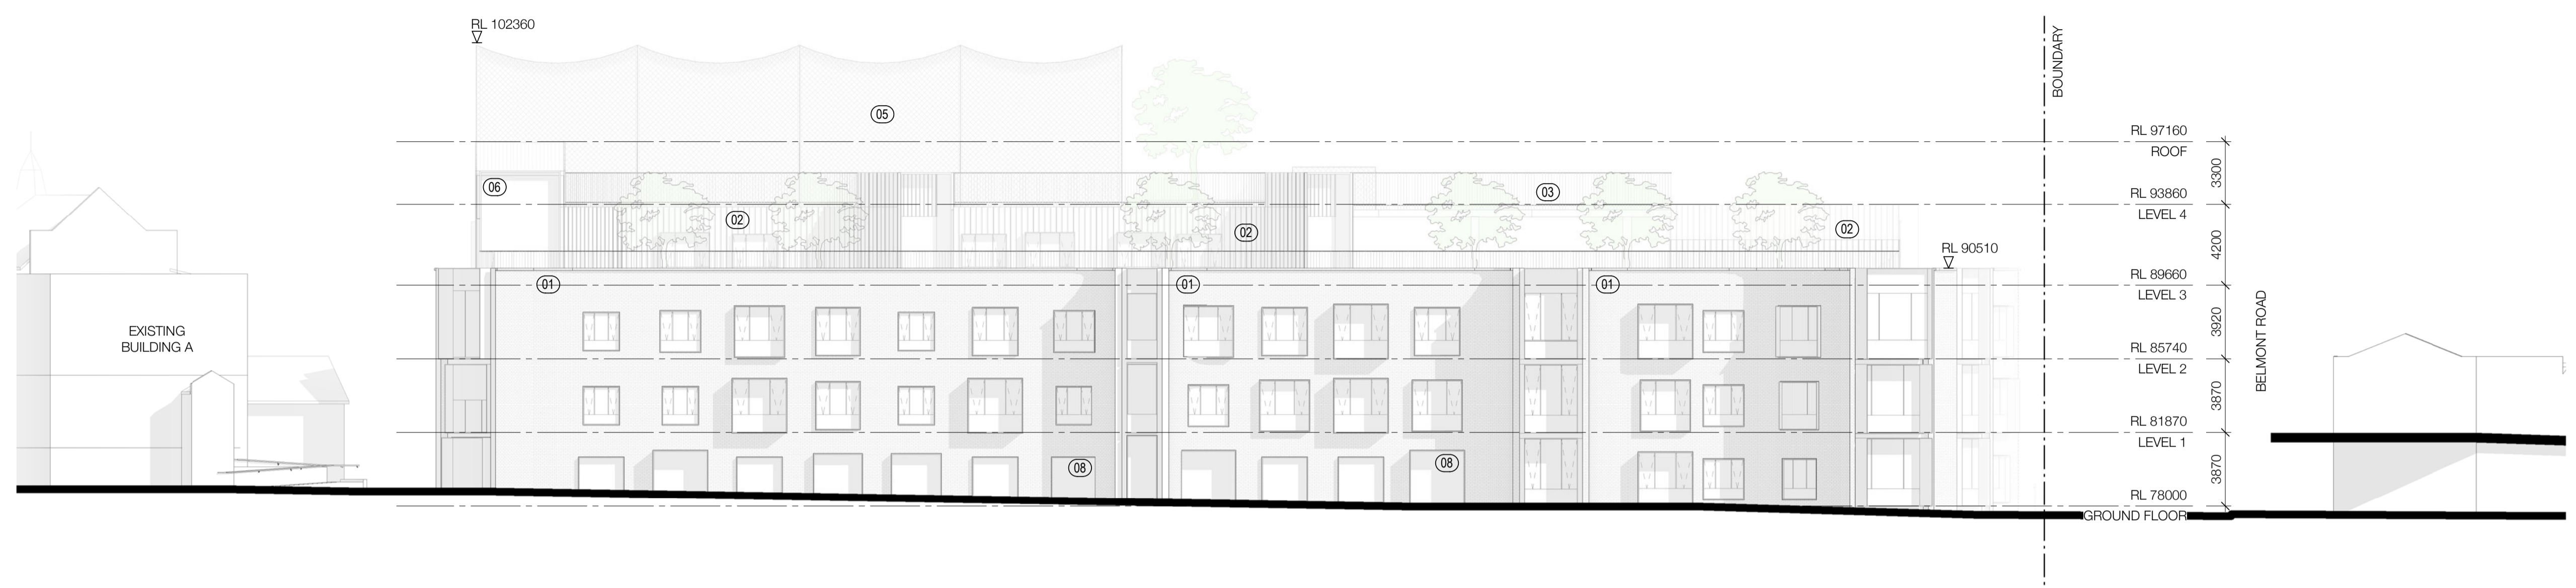 RL 102360
BOUNDARY
05
RL 97160
ROOF
3300
06
03
RL 93860
LEVEL 4
02
02
02
4200
RL 90510
01
01
01
RL 89660
LEVEL 3
3920
BELMONT ROAD
EXISTING
BUILDING A
RL 85740
LEVEL 2
3870
RL 81870
LEVEL 1
3870
08
08
RL 78000
GROUND FLOOR